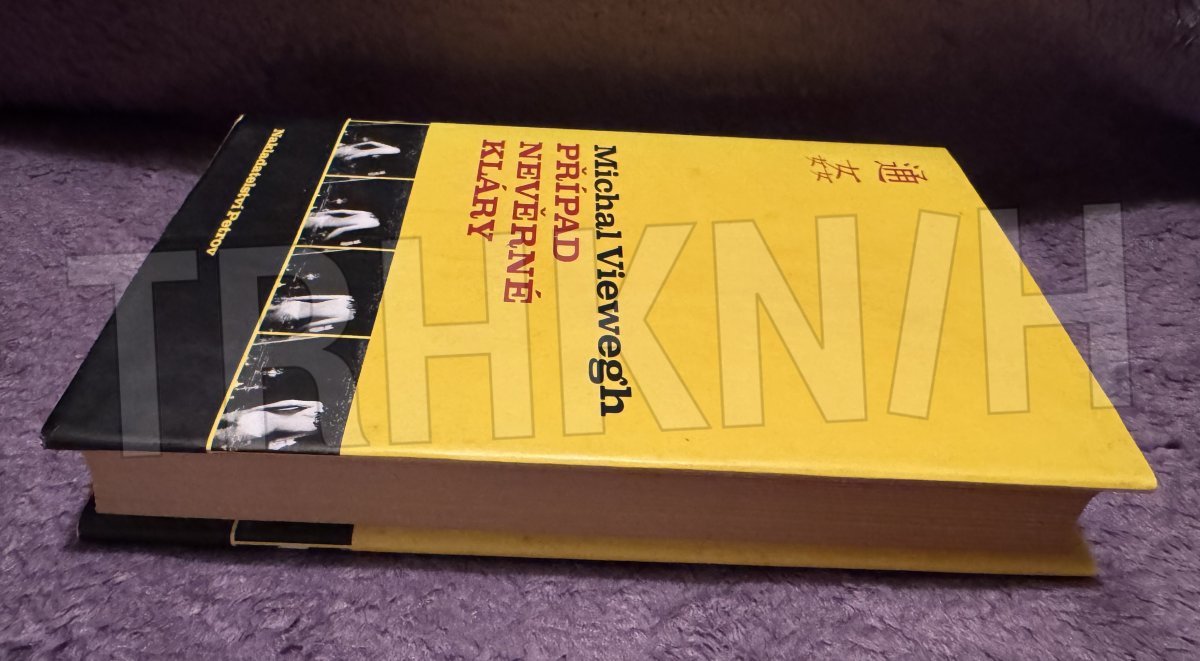 通
姦
Michal Viewegh
PŘÍPAD
NEVĚRNÉ
KLÁRY
Nakladatelství Petrov
TRHKNIH